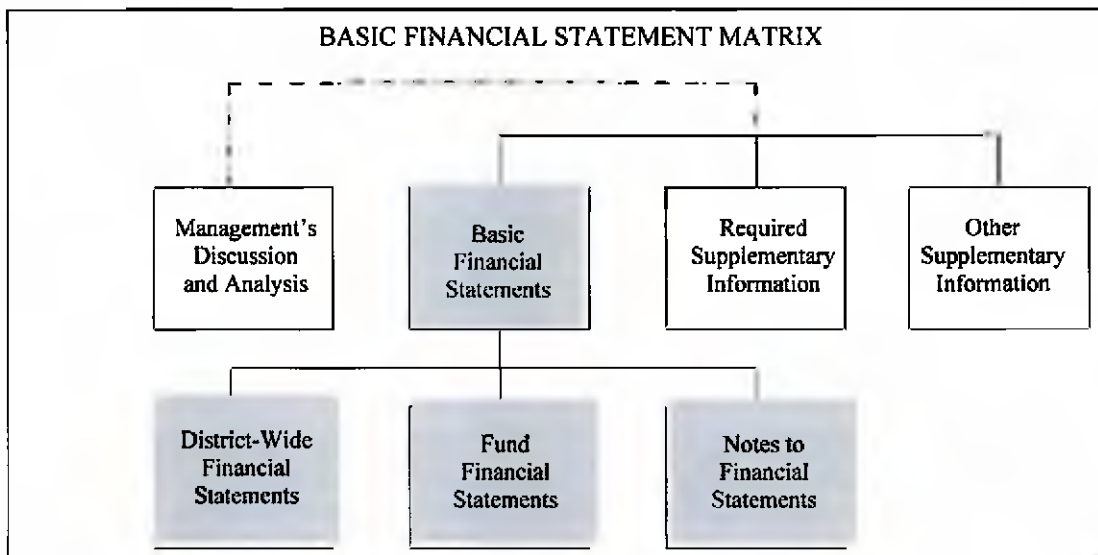 BASIC FINANCIAL STATEMENT MATRIX
Management's
Discussion
and Analysis
Basic
Financial
Statements
Required
Supplementary
Information
Other
Supplementary
Information
District-Wide
Financial
Statements
Fund
Financial
Statements
Notes to
Financial
Statements